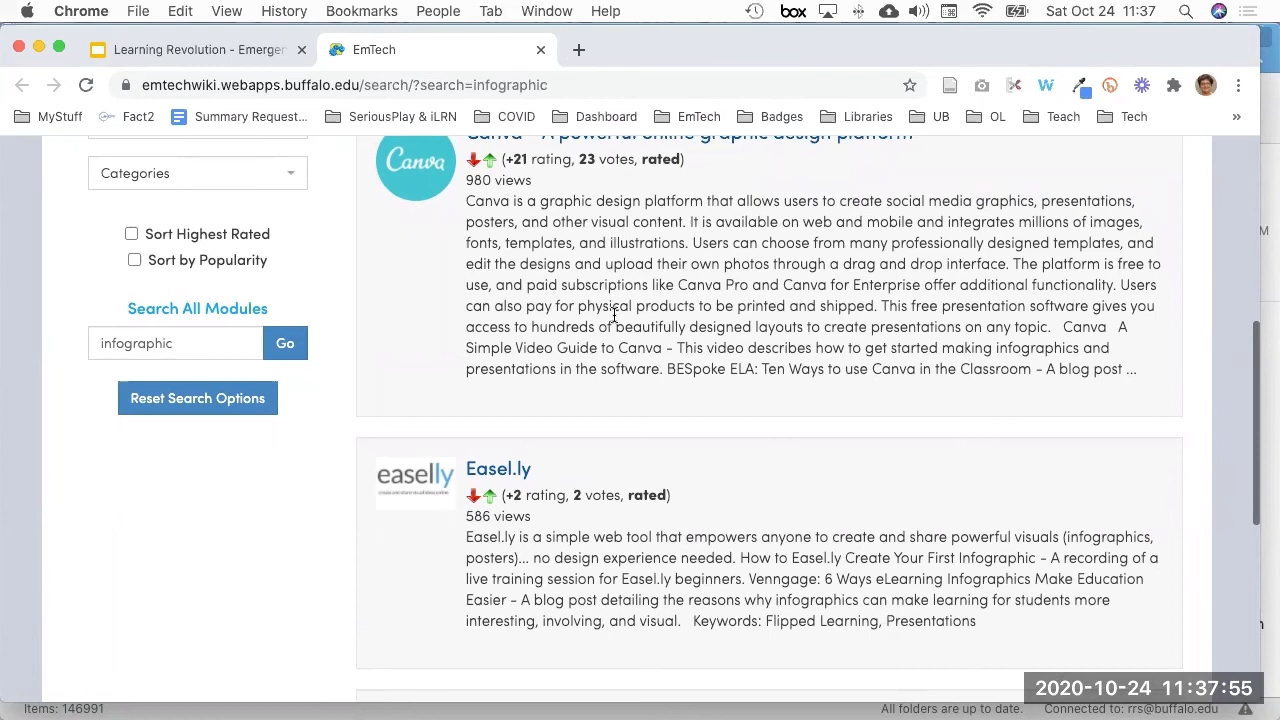 Chrome File Edit View History Bookmarks People Tab Window Help box Sat Oct 24 11:37
Learning Revolution - Emerge
EmTech
emtechwiki.webapps.buffalo.edu/search/?search=infographic
MyStuff Fact2 Summary Request... SeriousPlay & iLRN COVID Dashboard EmTech Badges Libraries UB OL Teach Tech »
Canva - A powerful online graphic design platform
Canva
(+21 rating, 23 votes, rated)
980 views
Canva is a graphic design platform that allows users to create social media graphics, presentations,
posters, and other visual content. It is available on web and mobile and integrates millions of images,
fonts, templates, and illustrations. Users can choose from many professionally designed templates, and
edit the designs and upload their own photos through a drag and drop interface. The platform is free to
use, and paid subscriptions like Canva Pro and Canva for Enterprise offer additional functionality. Users
can also pay for physical products to be printed and shipped. This free presentation software gives you
access to hundreds of beautifully designed layouts to create presentations on any topic. Canva A
Simple Video Guide to Canva - This video describes how to get started making infographics and
presentations in the software. BESpoke ELA: Ten Ways to use Canva in the Classroom - A blog post ...
Categories
Sort Highest Rated
Sort by Popularity
Search All Modules
infographic Go
Reset Search Options
easelly
Easel.ly
(+2 rating, 2 votes, rated)
586 views
Easel.ly is a simple web tool that empowers anyone to create and share powerful visuals (infographics,
posters)... no design experience needed. How to Easel.ly Create Your First Infographic - A recording of a
live training session for Easel.ly beginners. Venngage: 6 Ways eLearning Infographics Make Education
Easier - A blog post detailing the reasons why infographics can make learning for students more
interesting, involving, and visual. Keywords: Flipped Learning, Presentations
2020-10-24 11:37:55
Items: 146991 All folders are up to date. Connected to: rrs@buffalo.edu